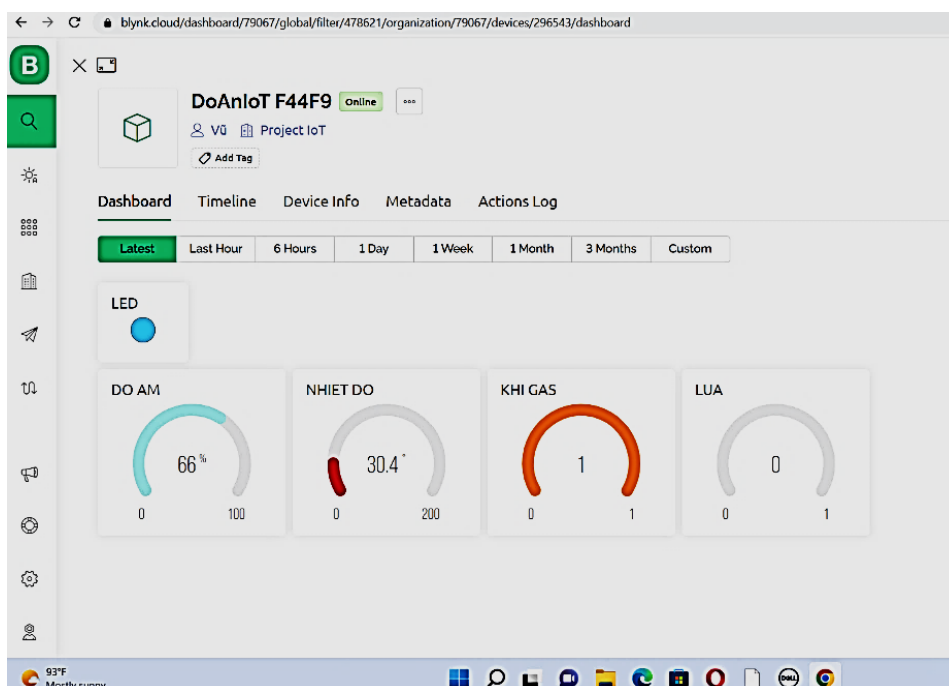 blynk.cloud/dashboard/79067/global/filter/478621/organization/79067/devices/296543/dashboard
B
DoAnIoT F44F9 Online
Vũ Project IoT
Add Tag
Dashboard Timeline Device Info Metadata Actions Log
Latest Last Hour 6 Hours 1 Day 1 Week 1 Month 3 Months Custom
LED
DO AM NHIET DO KHI GAS LUA
66% 30.4° 1 0
0 100 0 200 0 1 0 1
93°F
Mostly sunny
DELL